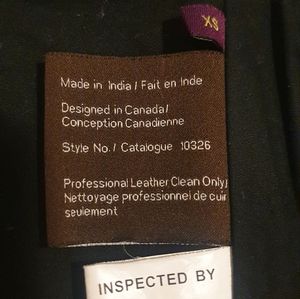 XS
Made in India / Fait en Inde
Designed in Canada/
Conception Canadienne
Style No./ Catalogue 10326
Professional Leather Clean Only/
Nettoyage professionnel de cuir
seulement
INSPECTED BY